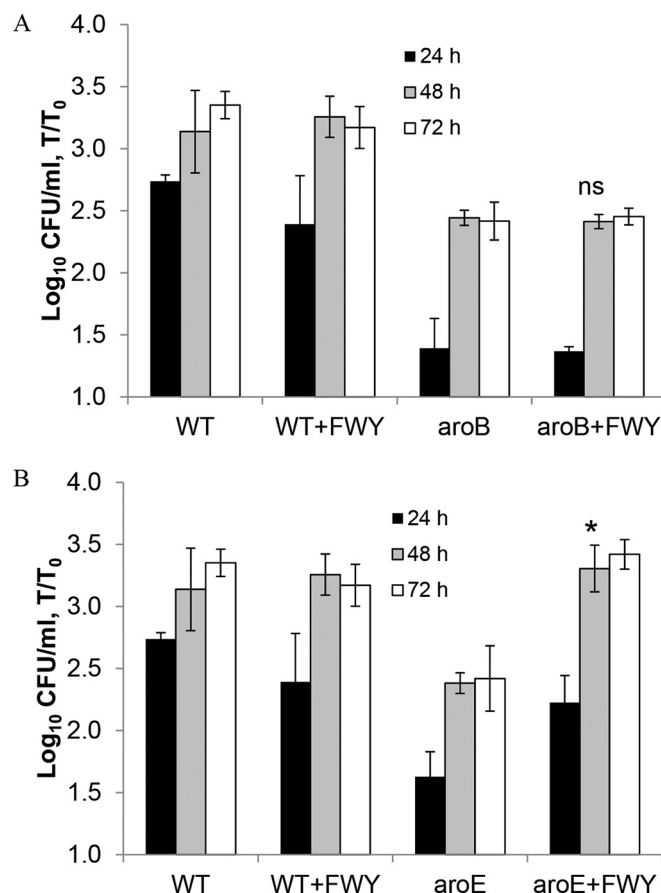 A
Log10 CFU/ml, T/T0
4.0
3.5
3.0
2.5
2.0
1.5
1.0
24 h
48 h
72 h
ns
WT WT+FWY aroB aroB+FWY
B
Log10 CFU/ml, T/T0
4.0
3.5
3.0
2.5
2.0
1.5
1.0
24 h
48 h
72 h
*
WT WT+FWY aroE aroE+FWY